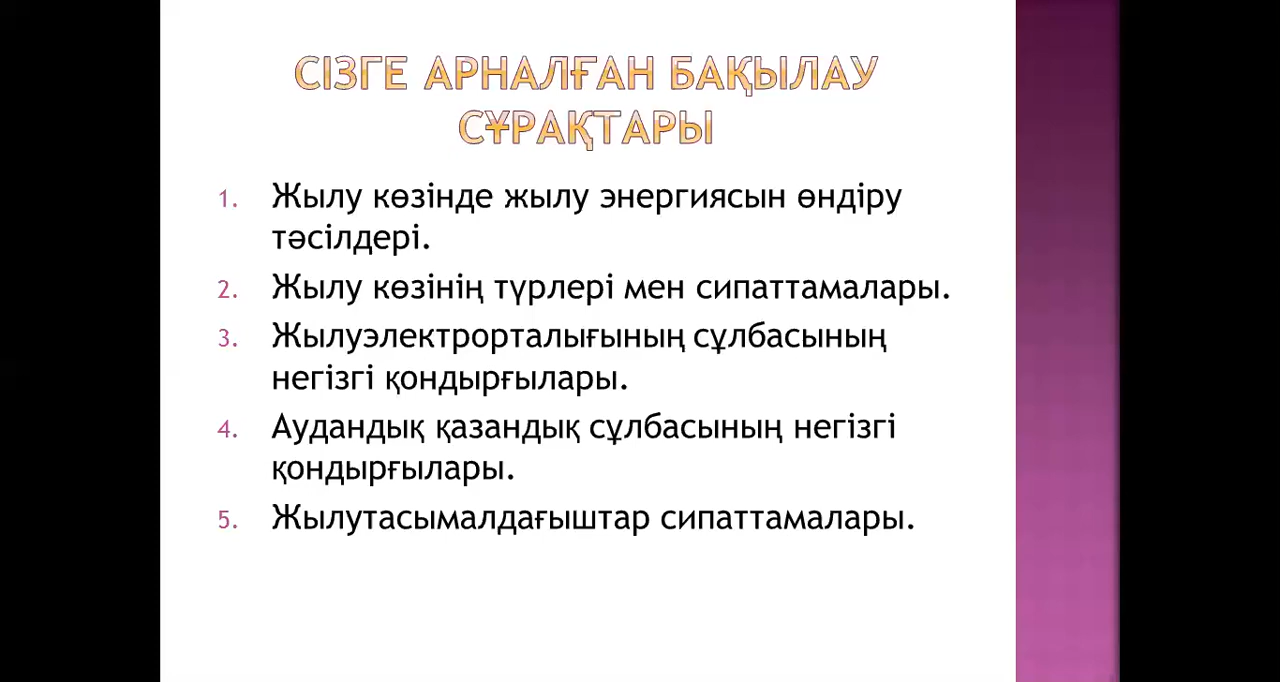 СІЗГЕ АРНАЛҒАН БАҚЫЛАУ
СҰРАҚТАРЫ
1. Жылу көзінде жылу энергиясын өндіру
тәсілдері.
2. Жылу көзінің түрлері мен сипаттамалары.
3. Жылуэлектрорталығының сұлбасының
негізгі қондырғылары.
4. Аудандық қазандық сұлбасының негізгі
қондырғылары.
5. Жылутасымалдағыштар сипаттамалары.